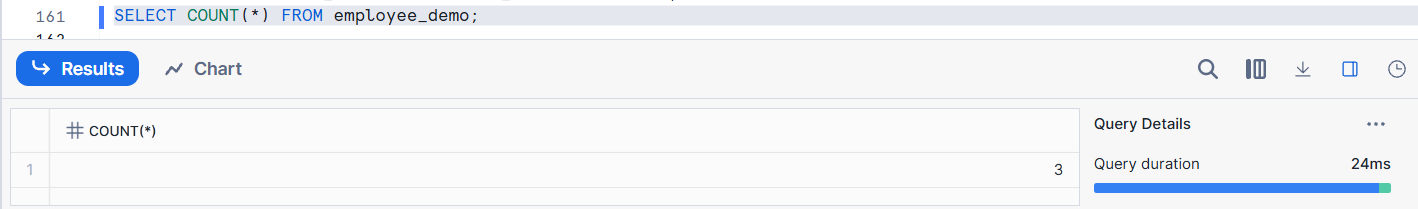 161 SELECT COUNT(*) FROM employee_demo;
Results Chart
COUNT(*)
1 3
Query Details
Query duration 24ms